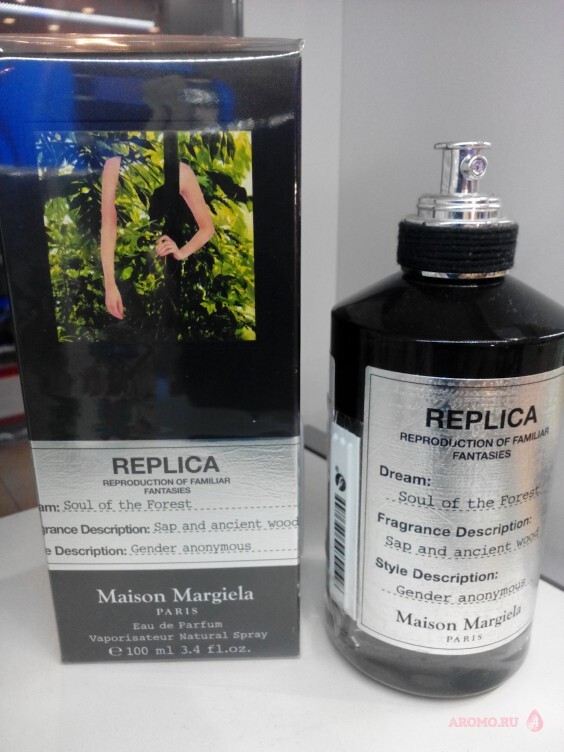 REPLICA
REPRODUCTION OF FAMILIAR
FANTASIES
am: Soul of the Forest
grance Description: Sap and ancient wood
e Description: Gender anonymous
Maison Margiela
PARIS
Eau de Parfum
Vaporisateur Natural Spray
℮ 100 ml 3.4 fl.oz.
REPLICA
REPRODUCTION OF FAMILIAR
FANTASIES
Dream:
Soul of the Forest
Fragrance Description:
Sap and ancient wood
Style Description:
Gender anonymous
Maison Margiela
PARIS
AROMO.RU